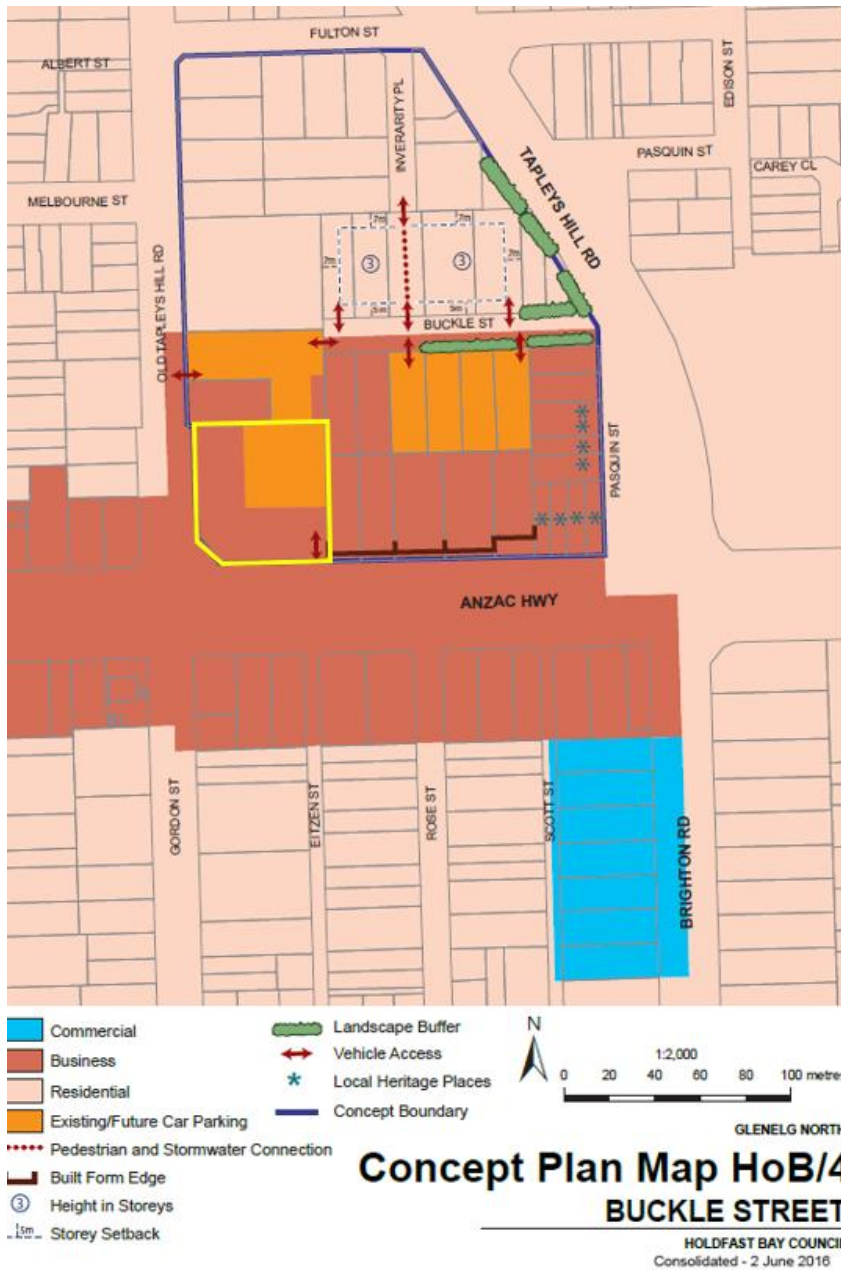 FULTON ST
ALBERT ST
EDISON ST
INVERARITY PL
TAPLEYS HILL RD
PASQUIN ST
CAREY CL
MELBOURNE ST
7m
7m
2m
3
3
2m
OLD TAPLEYS HILL RD
5m
5m
BUCKLE ST
PASQUIN ST
ANZAC HWY
GORDON ST
EITZEN ST
ROSE ST
SCOTT ST
BRIGHTON RD
Commercial
Business
Residential
Existing/Future Car Parking
Pedestrian and Stormwater Connection
Built Form Edge
3 Height in Storeys
5m Storey Setback
Landscape Buffer
Vehicle Access
Local Heritage Places
Concept Boundary
N
1:2,000
0 20 40 60 80 100 metres
GLENELG NORTH
Concept Plan Map HoB/4
BUCKLE STREET
HOLDFAST BAY COUNCIL
Consolidated - 2 June 2016